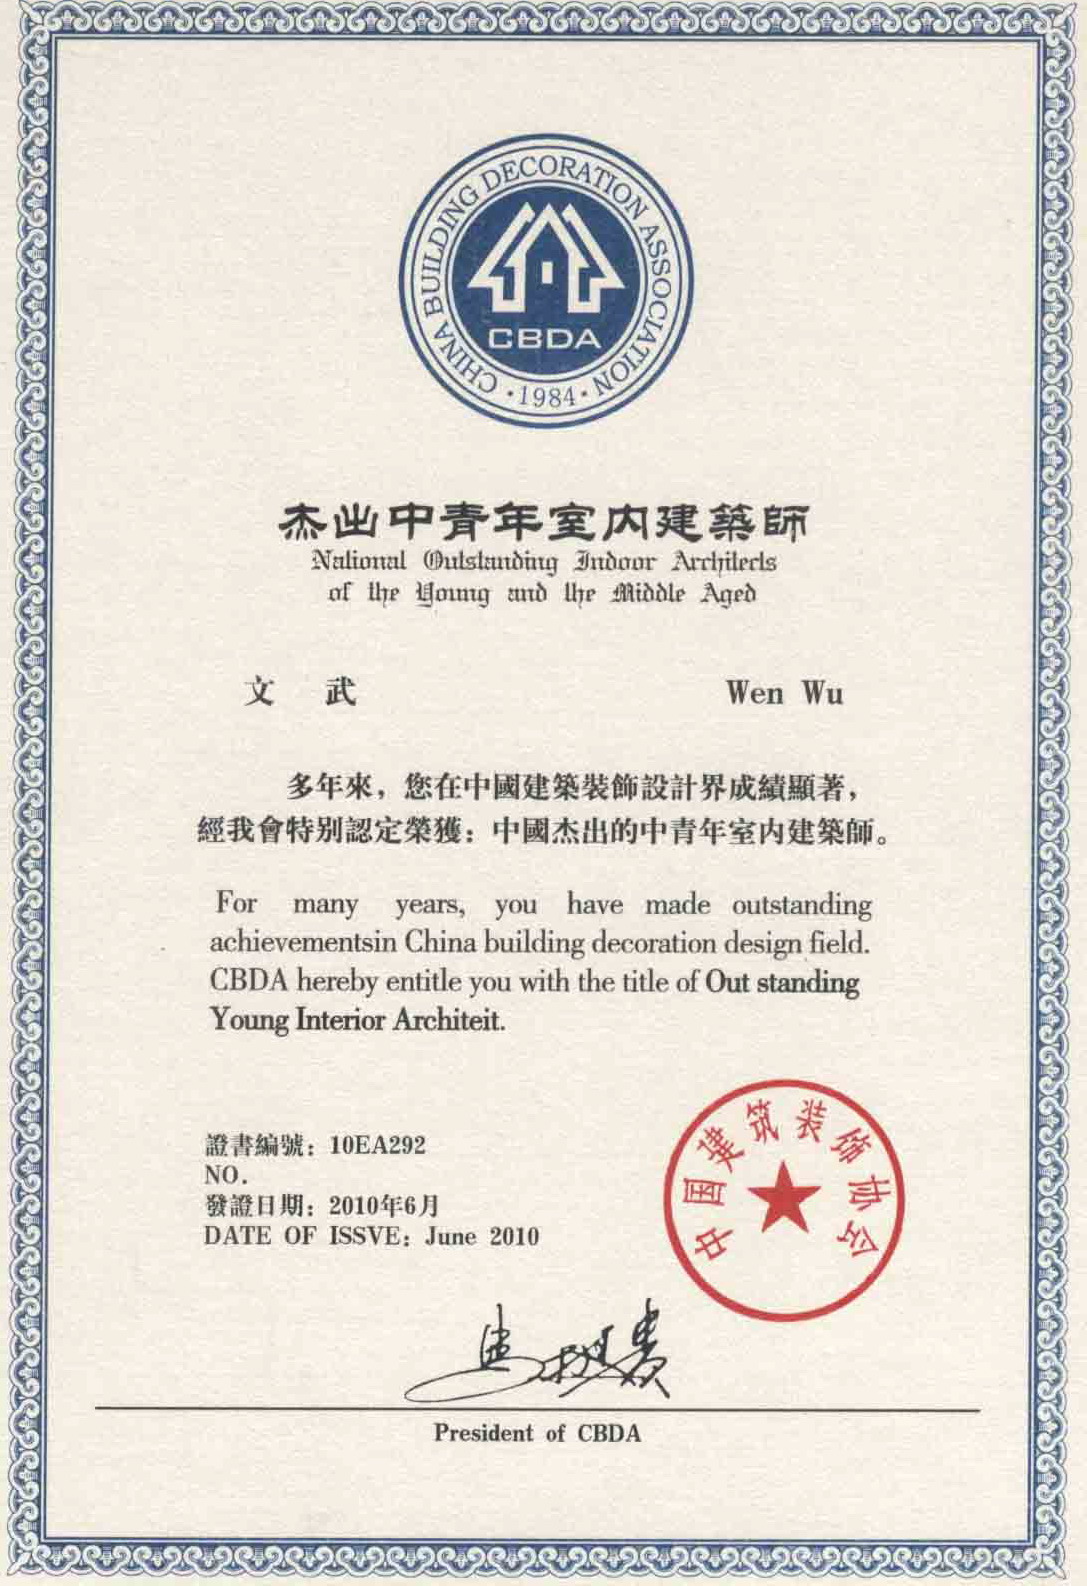 CHINA BUILDING DECORATION ASSOCIATION
CBDA
·1984·
杰出中青年室内建築師
National Outstanding Indoor Architects
of the Young and the Middle Aged
文 武 Wen Wu
多年來，您在中國建築裝飾設計界成績顯著，
經我會特别認定榮獲：中國杰出的中青年室内建築師。
For many years, you have made outstanding
achievementsin China building decoration design field.
CBDA hereby entitle you with the title of Out standing
Young Interior Architeit.
證書編號：10EA292
NO.
發證日期：2010年6月
DATE OF ISSVE：June 2010
中国建筑装饰协会
President of CBDA